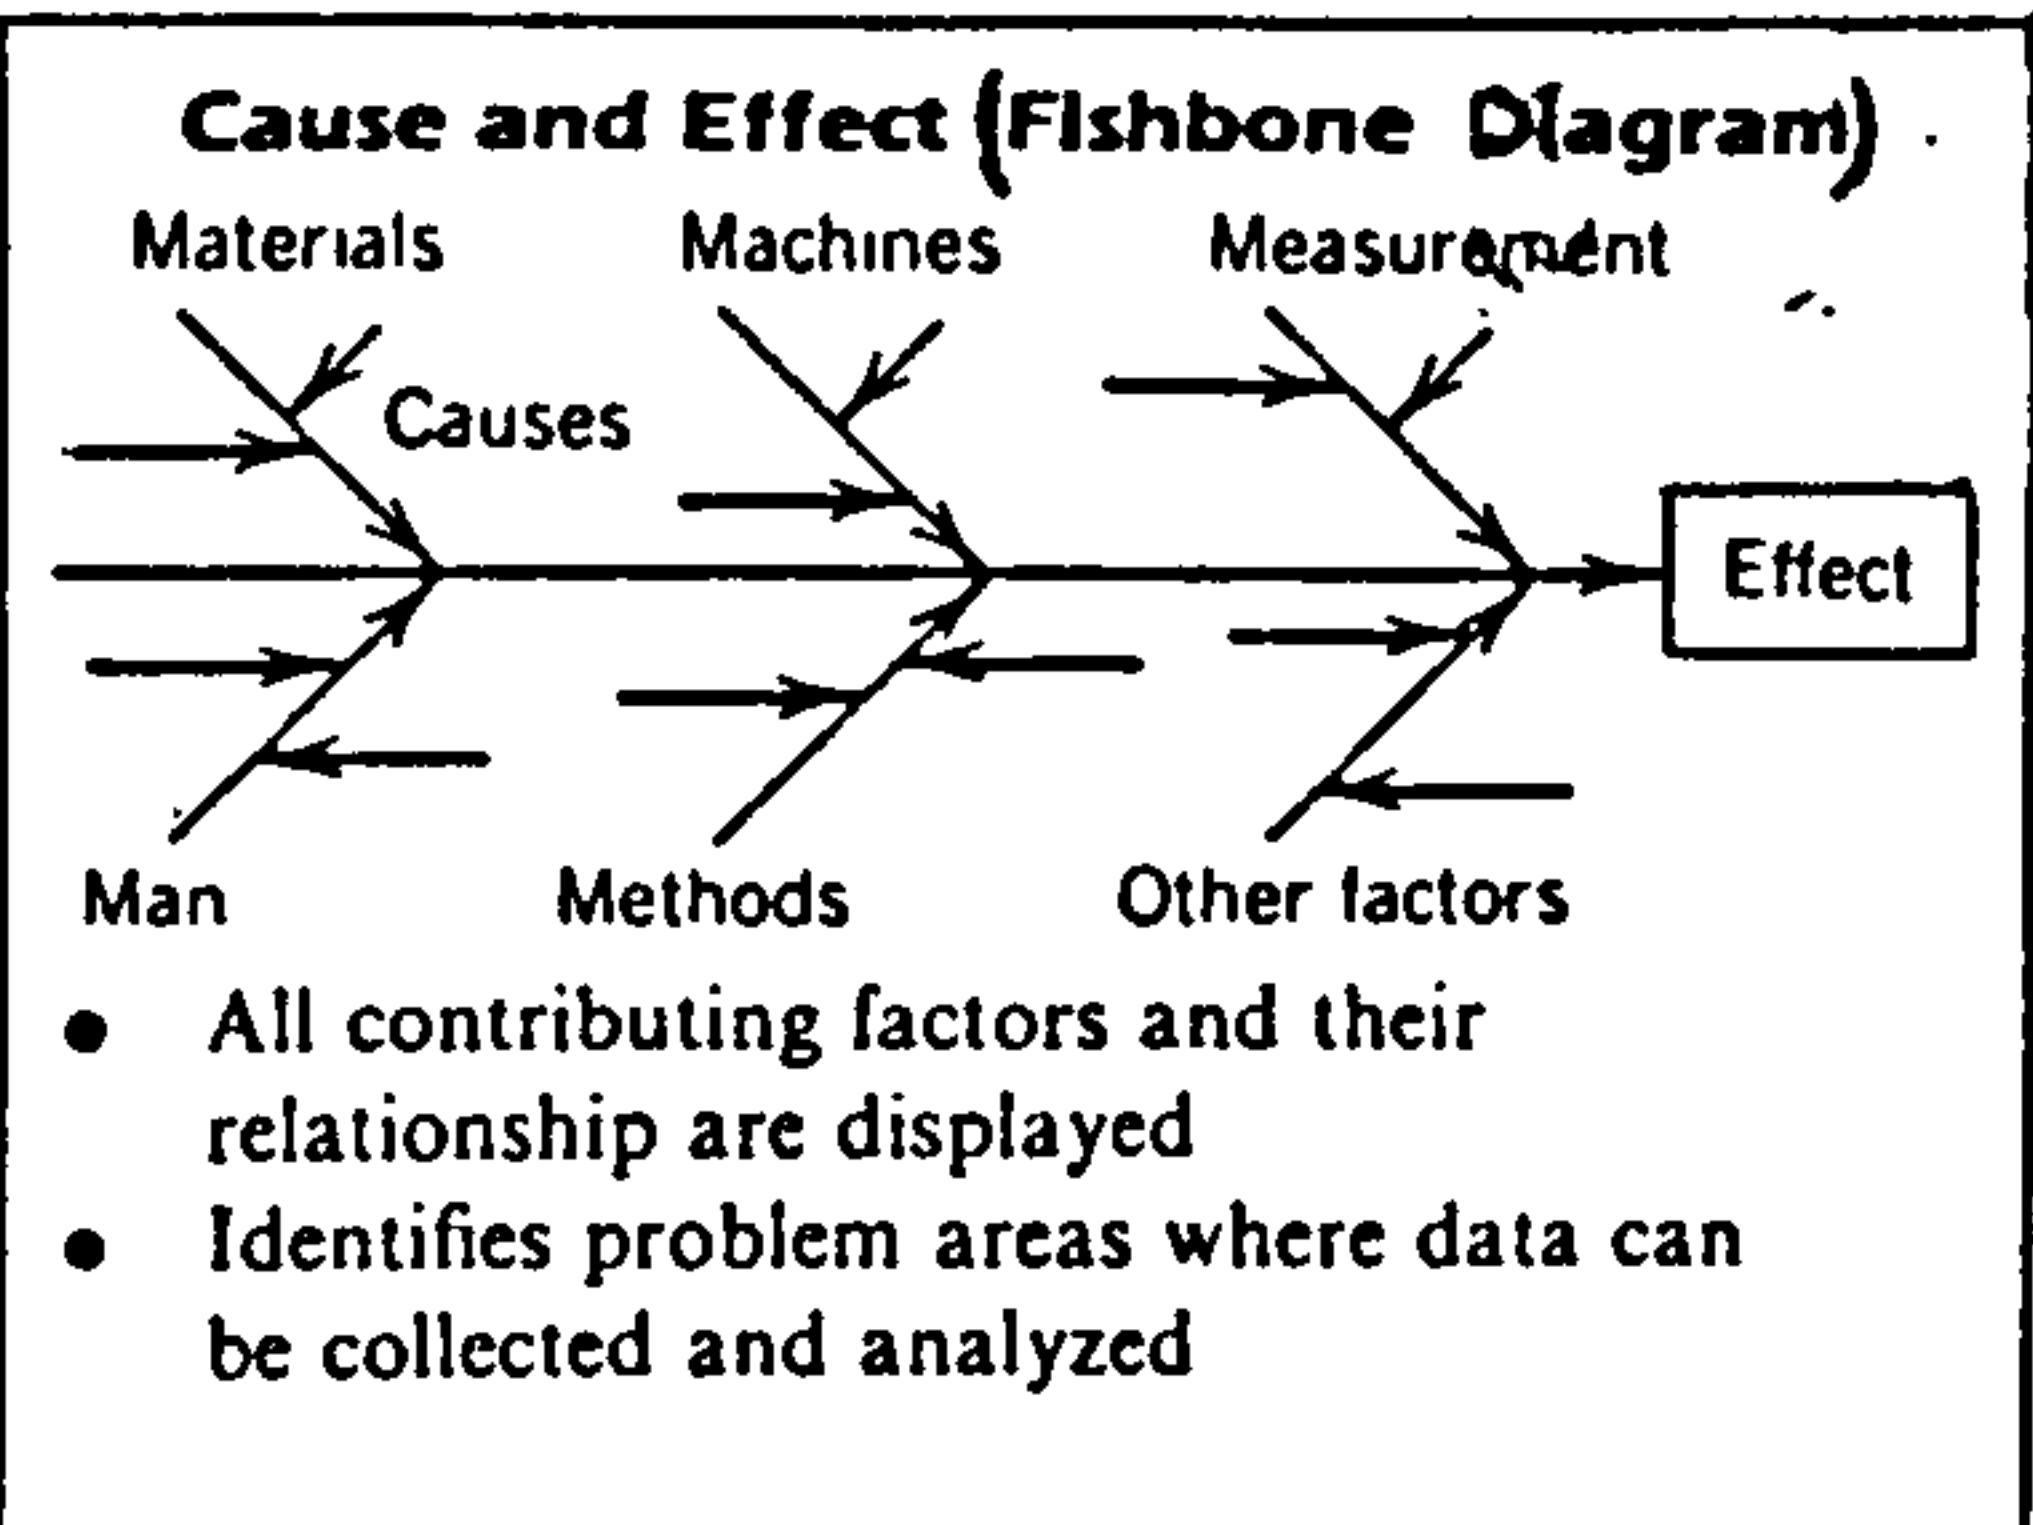 Cause and Effect (Fishbone Diagram)
Materials Machines Measurement
Causes
Effect
Man Methods Other factors
● All contributing factors and their
relationship are displayed
● Identifies problem areas where data can
be collected and analyzed